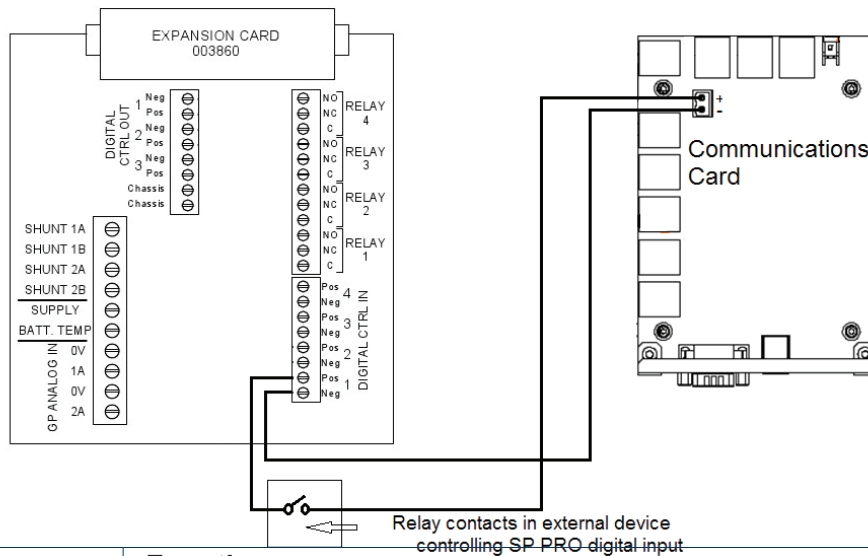 EXPANSION CARD
003860
1 Neg
Pos
2 Neg
Pos
3 Neg
Pos
Chassis
Chassis
DIGITAL
CTRL OUT
NO
NC
C
RELAY
4
NO
NC
C
RELAY
3
NO
NC
C
RELAY
2
NO
NC
C
RELAY
1
SHUNT 1A
SHUNT 1B
SHUNT 2A
SHUNT 2B
SUPPLY
BATT. TEMP
0V
1A
0V
2A
GP ANALOG IN
Pos 4
Neg
Pos 3
Neg
Pos 2
Neg
Pos 1
Neg
DIGITAL CTRL IN
+
-
Communications
Card
Relay contacts in external device
controlling SP PRO digital input